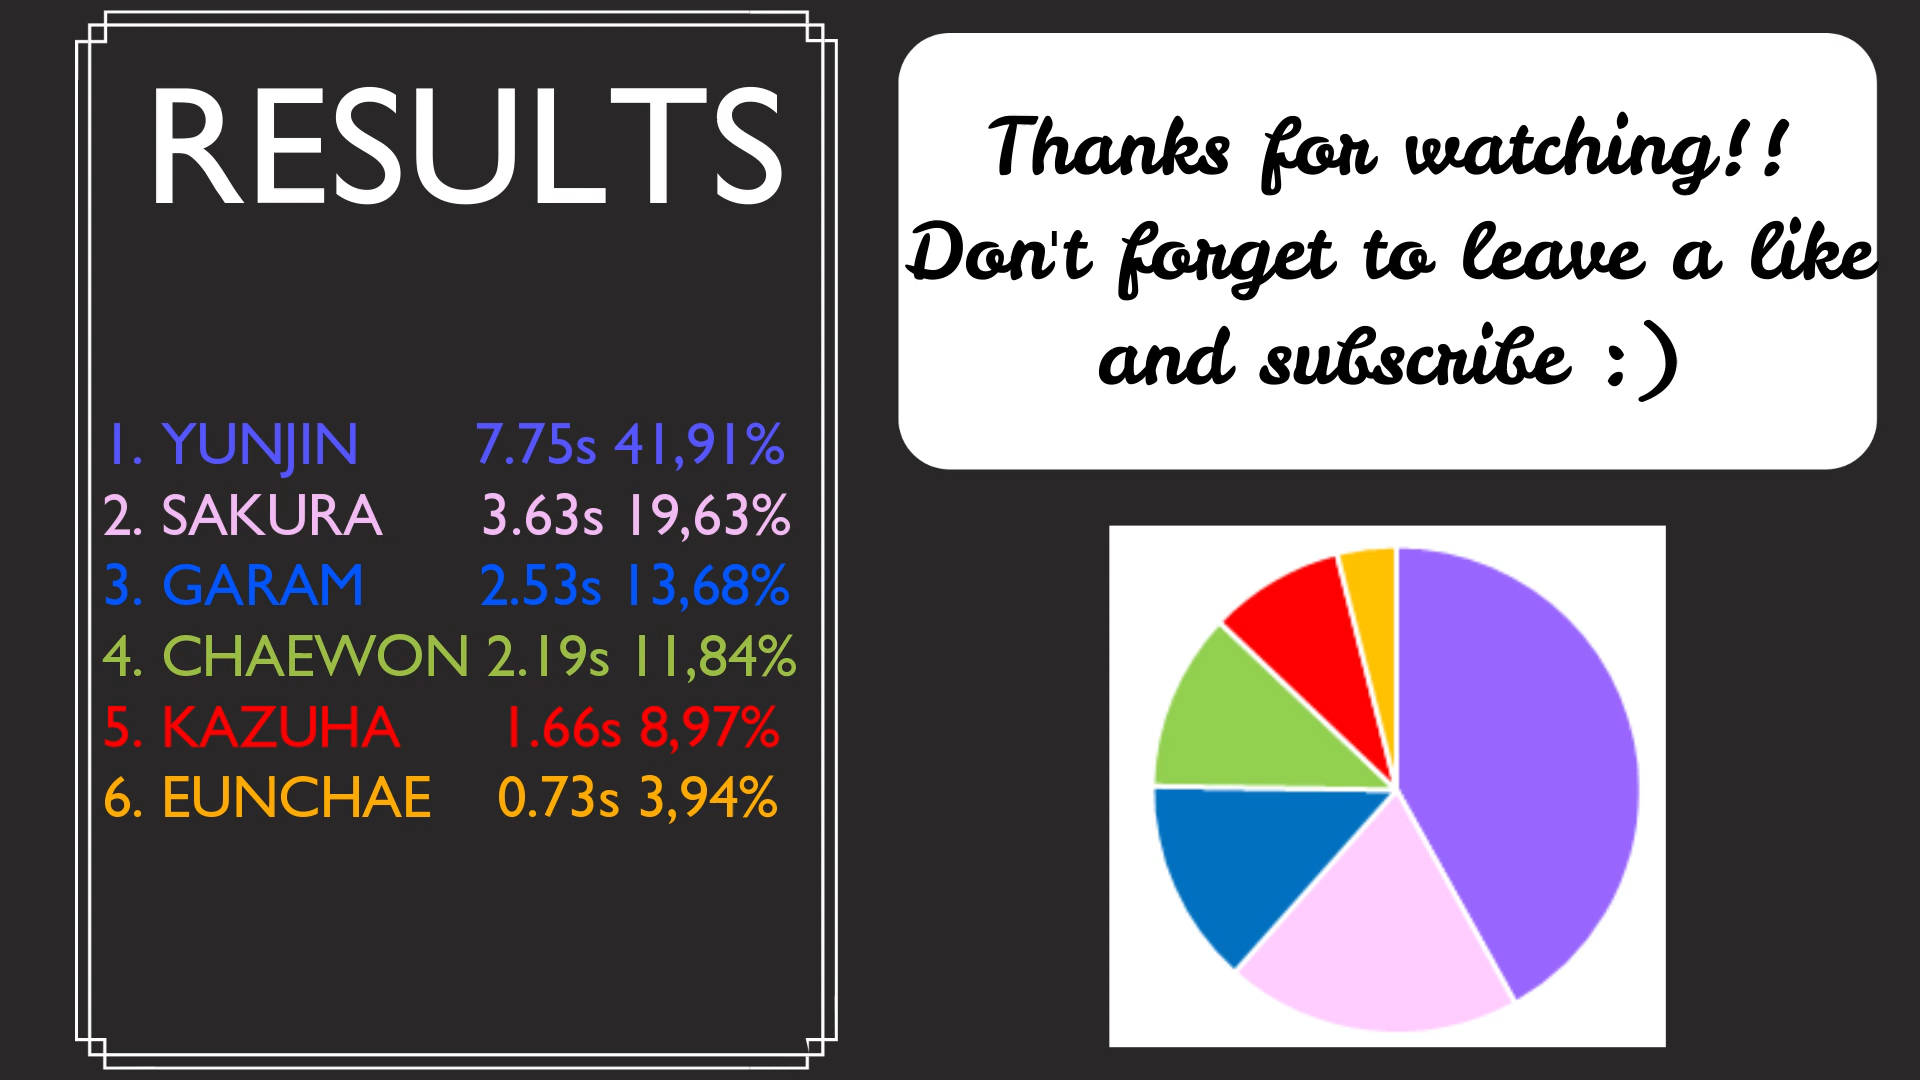 RESULTS
1. YUNJIN 7.75s 41,91%
2. SAKURA 3.63s 19,63%
3. GARAM 2.53s 13,68%
4. CHAEWON 2.19s 11,84%
5. KAZUHA 1.66s 8,97%
6. EUNCHAE 0.73s 3,94%
Thanks for watching!!
Don't forget to leave a like
and subscribe :)